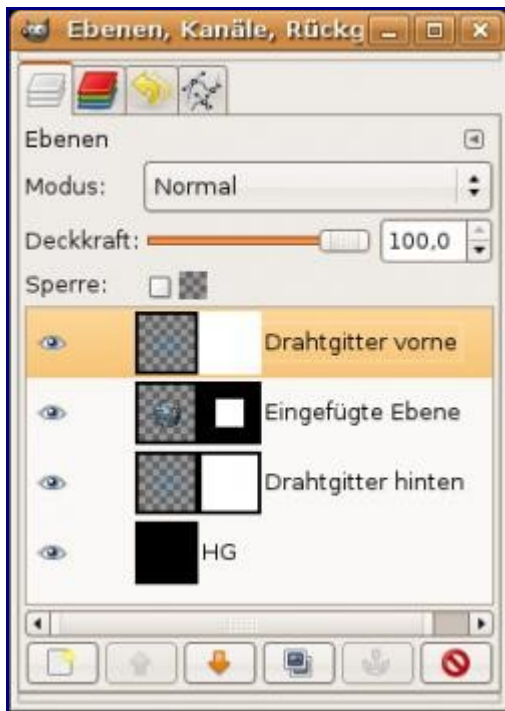 Ebenen, Kanäle, Rückg
Ebenen
Modus: Normal
Deckkraft: 100,0
Sperre:
Drahtgitter vorne
Eingefügte Ebene
Drahtgitter hinten
HG